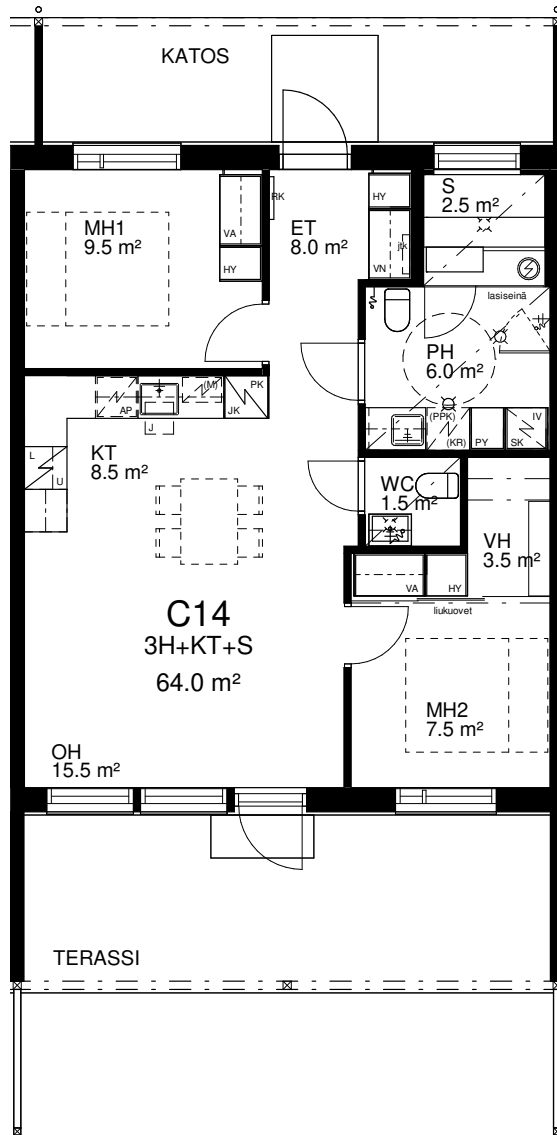 KATOS
MH1
9.5 m²
VA
HY
RK
ET
8.0 m²
HY
VN
jtk
S
2.5 m²
lasiseinä
PH
6.0 m²
(PPK)
(KR)
PY
SK
IV
AP
(M)
PK
JK
J
L
U
KT
8.5 m²
WC
1.5 m²
VH
3.5 m²
VA
HY
liukuovet
C14
3H+KT+S
64.0 m²
MH2
7.5 m²
OH
15.5 m²
TERASSI